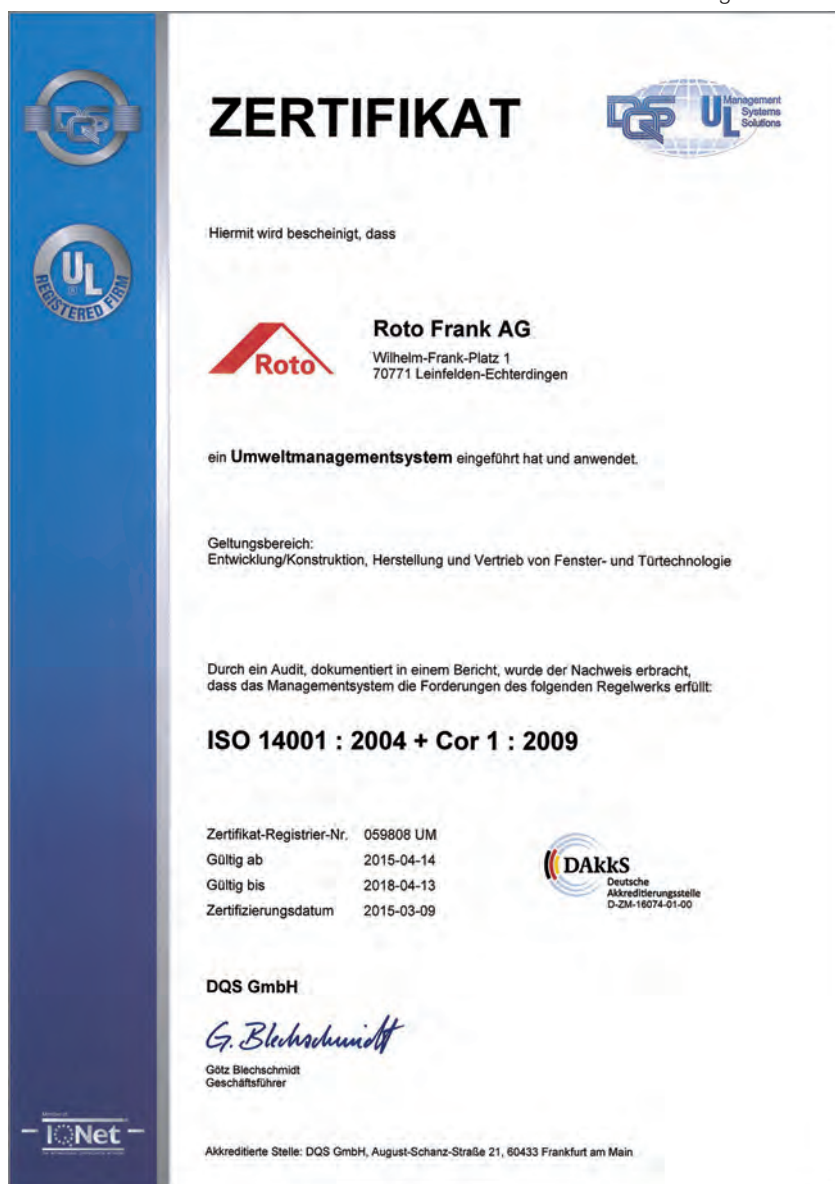 ZERTIFIKAT
DQS
UL
Management
Systems
Solutions
DQS
UL
REGISTERED FIRM
Hiermit wird bescheinigt, dass
Roto
Roto Frank AG
Wilhelm-Frank-Platz 1
70771 Leinfelden-Echterdingen
ein Umweltmanagementsystem eingeführt hat und anwendet.
Geltungsbereich:
Entwicklung/Konstruktion, Herstellung und Vertrieb von Fenster- und Türtechnologie
Durch ein Audit, dokumentiert in einem Bericht, wurde der Nachweis erbracht,
dass das Managementsystem die Forderungen des folgenden Regelwerks erfüllt:
ISO 14001 : 2004 + Cor 1 : 2009
Zertifikat-Registrier-Nr. 059808 UM
Gültig ab 2015-04-14
Gültig bis 2018-04-13
Zertifizierungsdatum 2015-03-09
DAkkS
Deutsche
Akkreditierungsstelle
D-ZM-16074-01-00
DQS GmbH
G. Blechschmidt
Götz Blechschmidt
Geschäftsführer
IQNet
Akkreditierte Stelle: DQS GmbH, August-Schanz-Straße 21, 60433 Frankfurt am Main